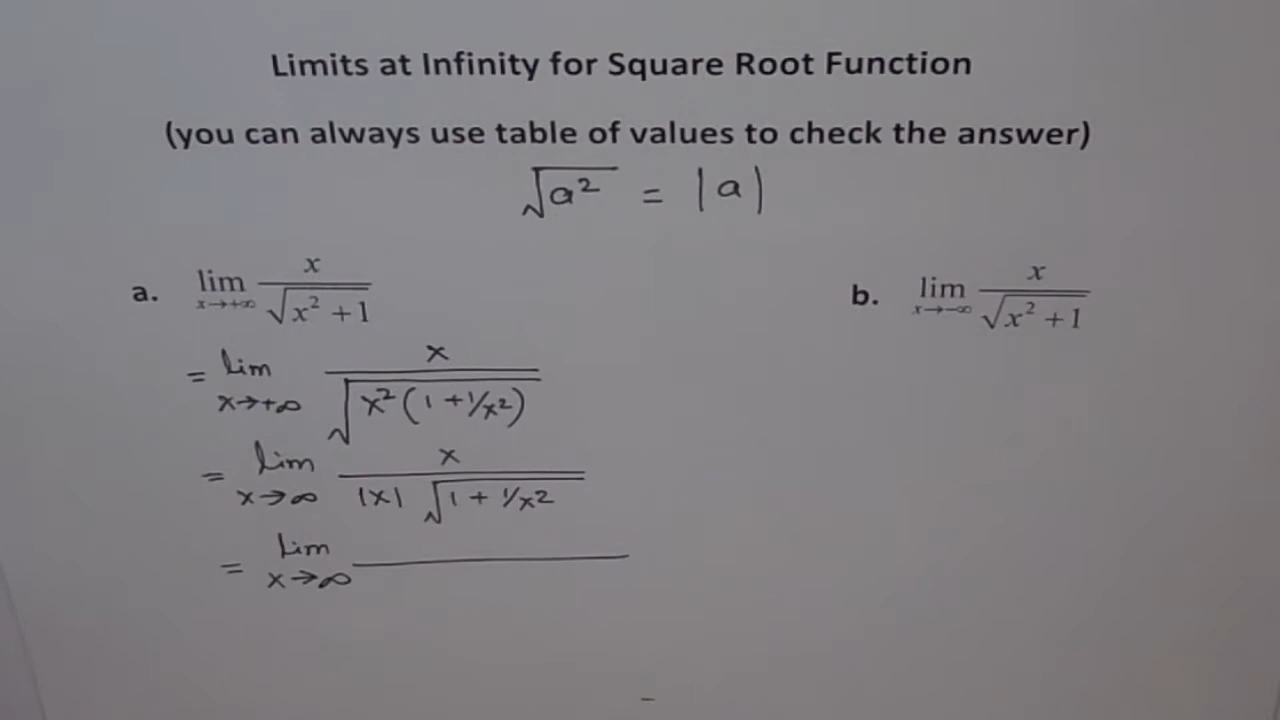 Limits at Infinity for Square Root Function
(you can always use table of values to check the answer)
√a² = |a|
a. lim x→+∞ x / √(x² + 1)
b. lim x→-∞ x / √(x² + 1)
= lim x→+∞ x / √(x² (1 + 1/x²))
= lim x→∞ x / |x| √(1 + 1/x²)
= lim x→∞